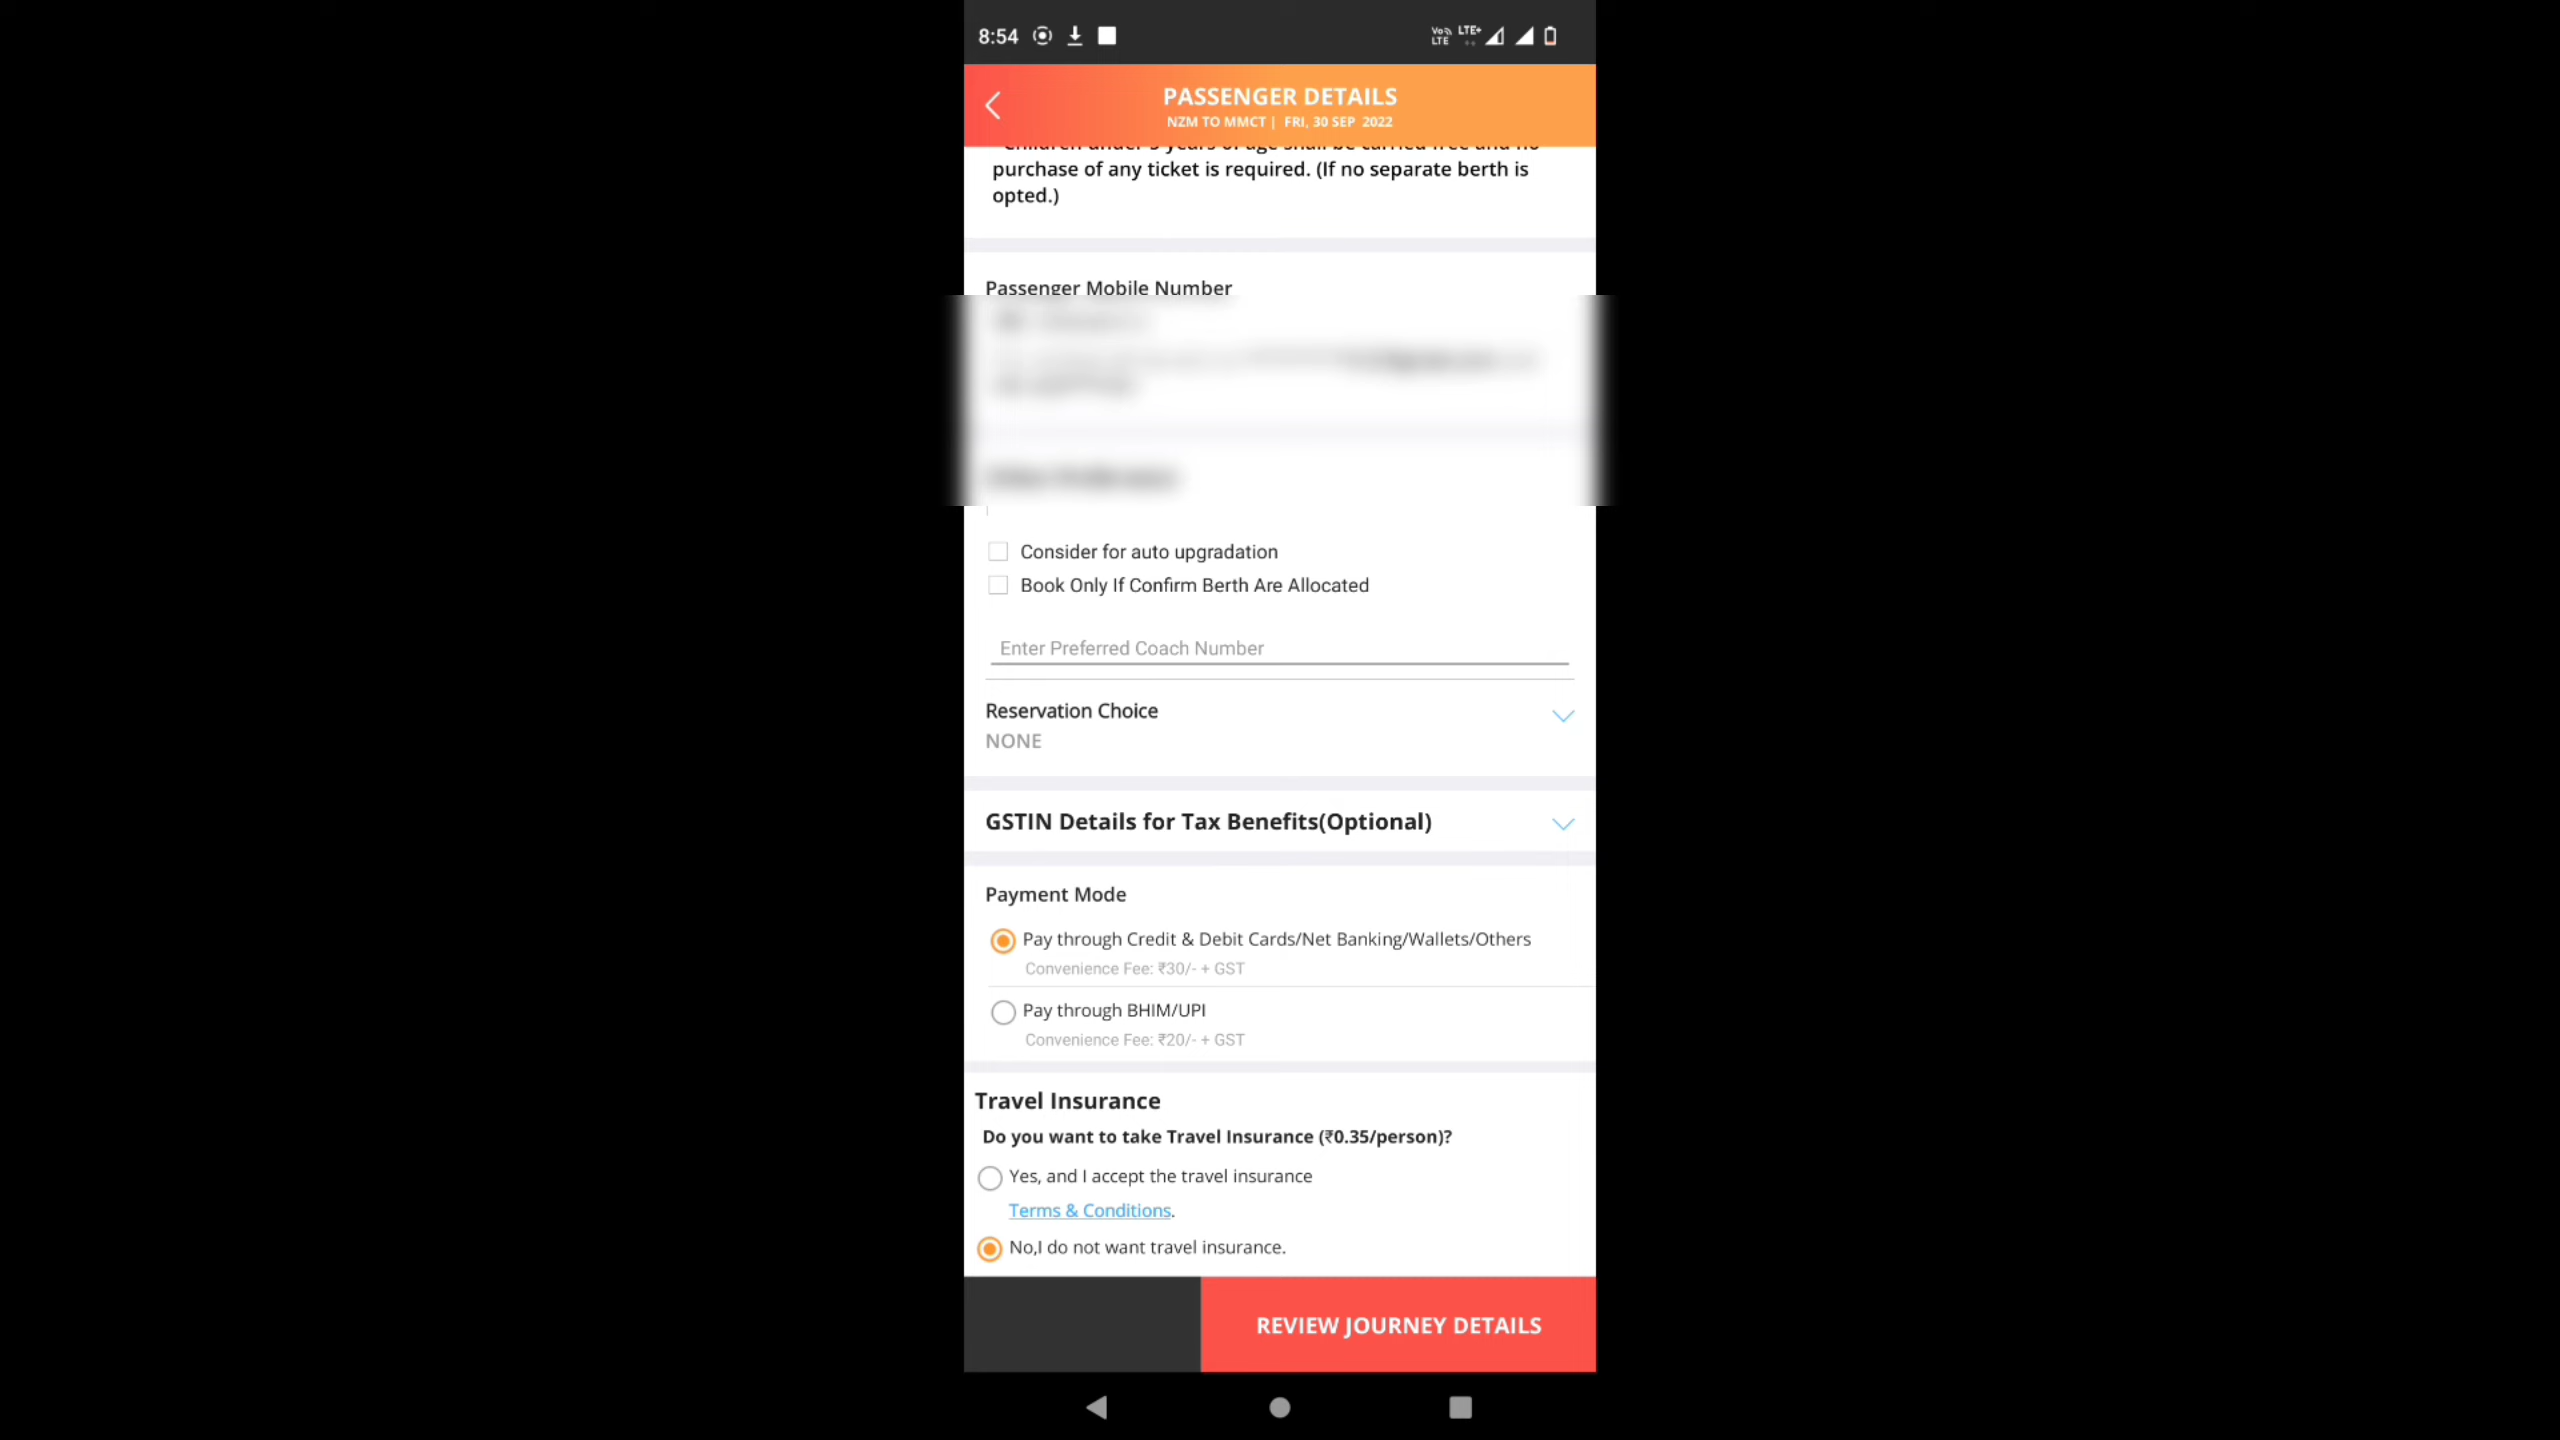 8:54
Vo LTE LTE+
PASSENGER DETAILS
NZM TO MMCT | FRI, 30 SEP 2022
purchase of any ticket is required. (If no separate berth is
opted.)
Passenger Mobile Number
Consider for auto upgradation
Book Only If Confirm Berth Are Allocated
Enter Preferred Coach Number
Reservation Choice
NONE
GSTIN Details for Tax Benefits(Optional)
Payment Mode
Pay through Credit & Debit Cards/Net Banking/Wallets/Others
Convenience Fee: ₹30/- + GST
Pay through BHIM/UPI
Convenience Fee: ₹20/- + GST
Travel Insurance
Do you want to take Travel Insurance (₹0.35/person)?
Yes, and I accept the travel insurance
Terms & Conditions.
No,I do not want travel insurance.
REVIEW JOURNEY DETAILS